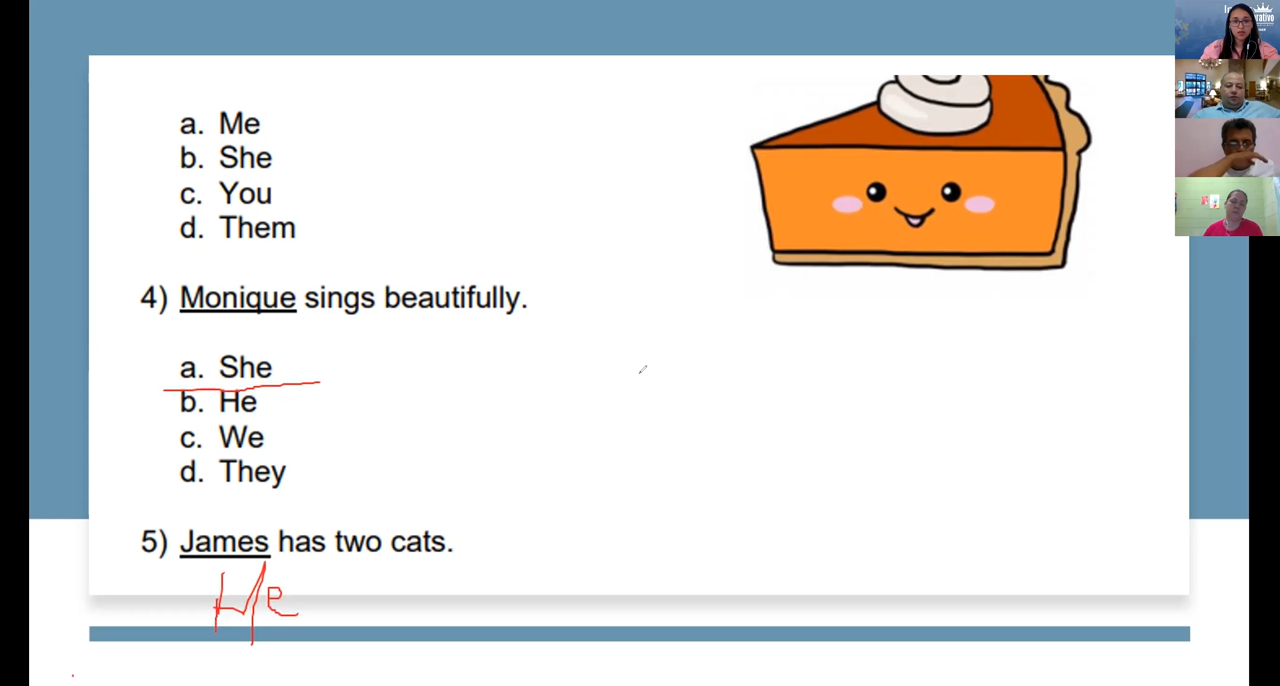 a. Me
b. She
c. You
d. Them
4) Monique sings beautifully.
a. She
b. He
c. We
d. They
5) James has two cats.
He